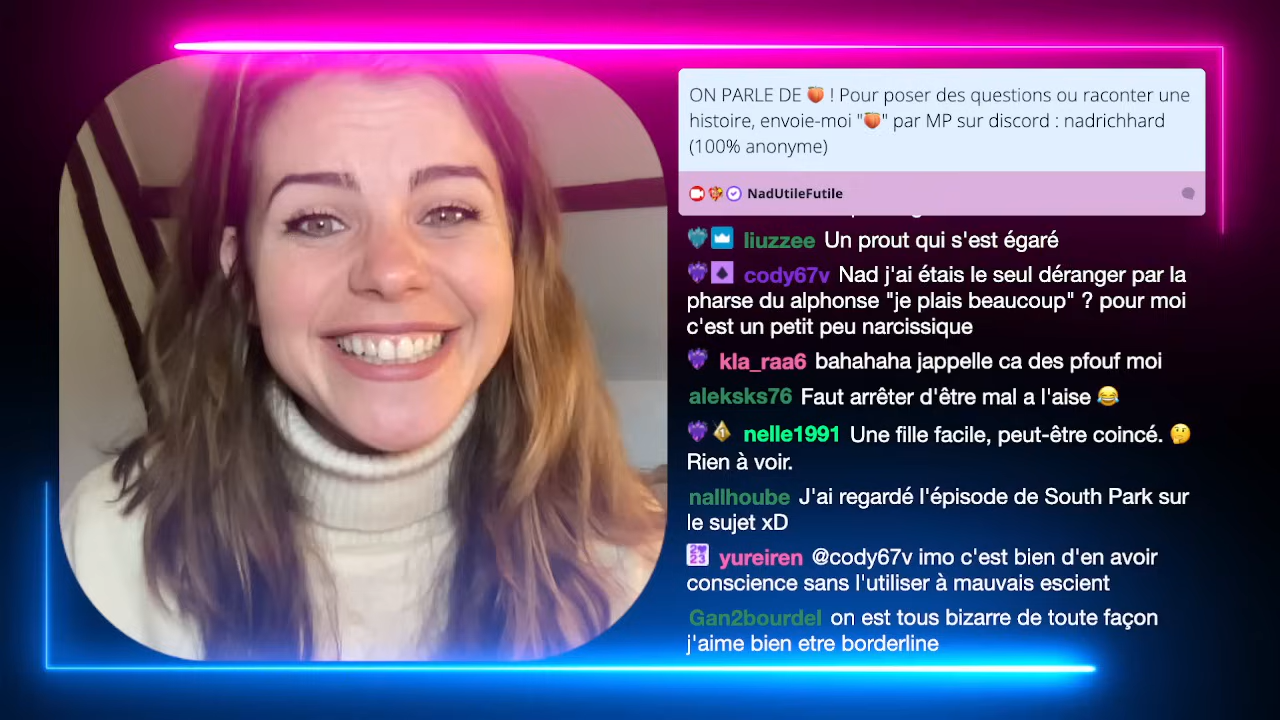 ON PARLE DE 🍑 ! Pour poser des questions ou raconter une
histoire, envoie-moi "🍑" par MP sur discord : nadrichhard
(100% anonyme)
NadUtileFutile
liuzzee Un prout qui s'est égaré
cody67v Nad j'ai étais le seul déranger par la
pharse du alphonse "je plais beaucoup" ? pour moi
c'est un petit peu narcissique
kla_raa6 bahahaha jappelle ca des pfouf moi
aleksks76 Faut arrêter d'être mal a l'aise 😂
1 nelle1991 Une fille facile, peut-être coincé. 🤔
Rien à voir.
nallhoube J'ai regardé l'épisode de South Park sur
le sujet xD
yureiren @cody67v imo c'est bien d'en avoir
conscience sans l'utiliser à mauvais escient
Gan2bourdel on est tous bizarre de toute façon
j'aime bien etre borderline